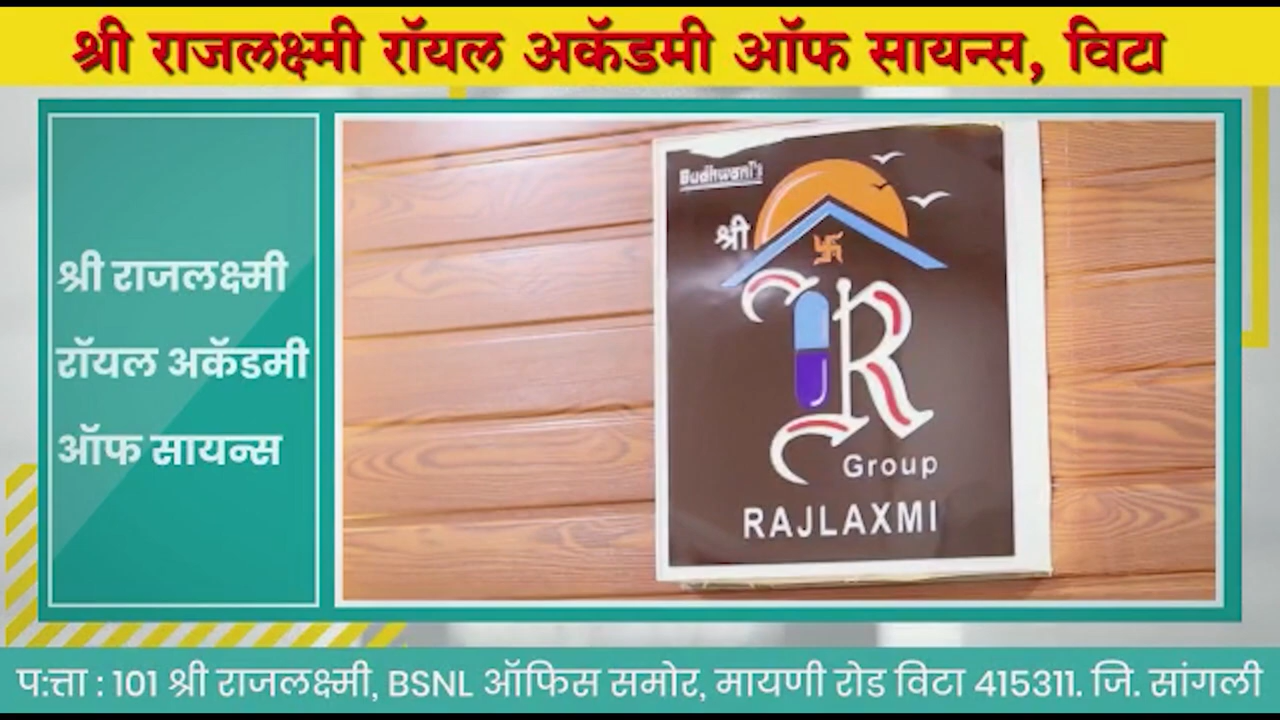 श्री राजलक्ष्मी रॉयल अकॅडमी ऑफ सायन्स, विटा
श्री राजलक्ष्मी
रॉयल अकॅडमी
ऑफ सायन्स
Budhwani's
श्री
R
Group
RAJLAXMI
प:त्ता : 101 श्री राजलक्ष्मी, BSNL ऑफिस समोर, मायणी रोड विटा 415311. जि. सांगली